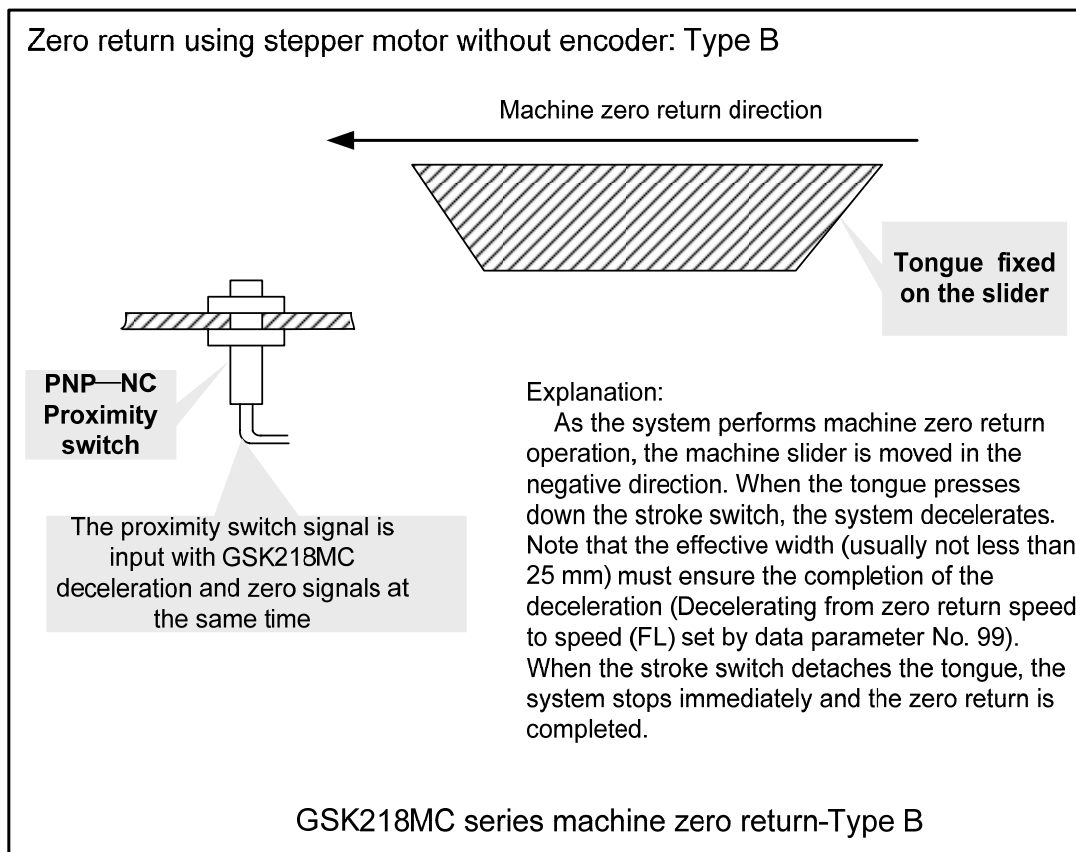 Zero return using stepper motor without encoder: Type B
Machine zero return direction
Tongue fixed
on the slider
PNP—NC
Proximity
switch
The proximity switch signal is
input with GSK218MC
deceleration and zero signals at
the same time
Explanation:
As the system performs machine zero return
operation, the machine slider is moved in the
negative direction. When the tongue presses
down the stroke switch, the system decelerates.
Note that the effective width (usually not less than
25 mm) must ensure the completion of the
deceleration (Decelerating from zero return speed
to speed (FL) set by data parameter No. 99).
When the stroke switch detaches the tongue, the
system stops immediately and the zero return is
completed.
GSK218MC series machine zero return-Type B